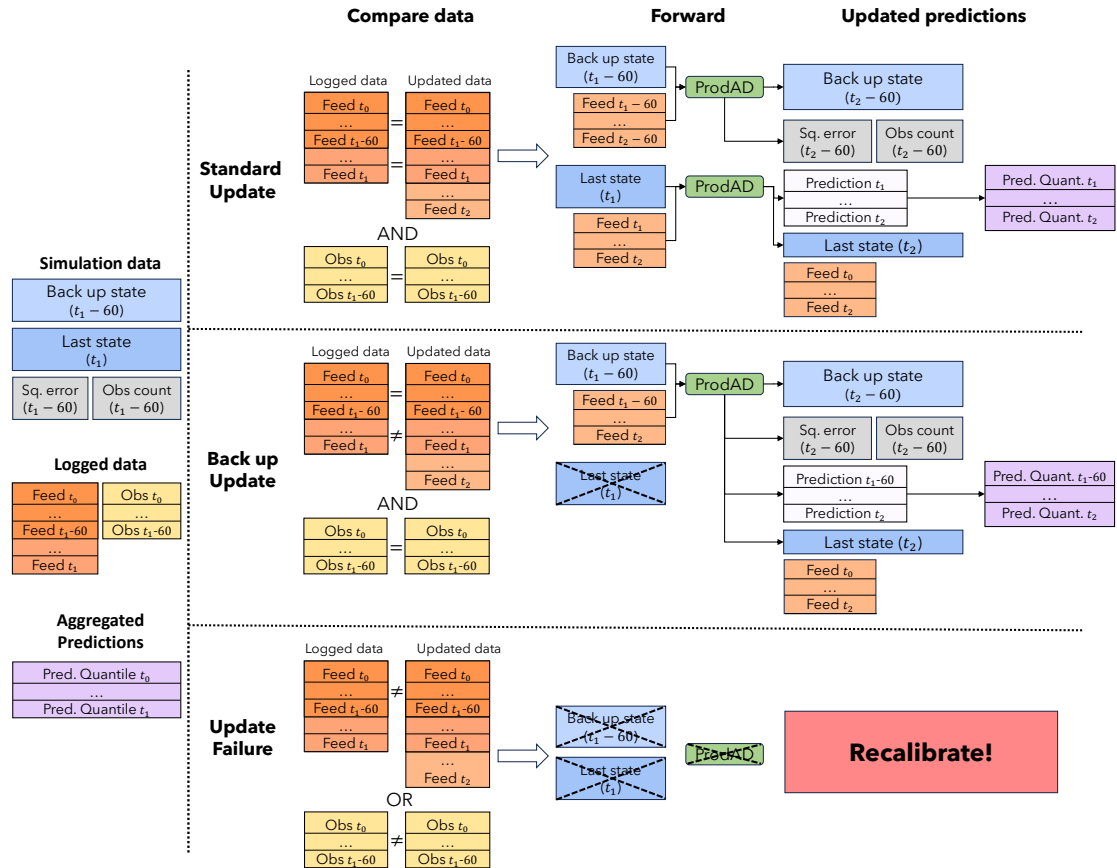 Compare data
Forward
Updated predictions
Simulation data
Back up state
(t₁ − 60)
Last state
(t₁)
Sq. error
(t₁ − 60)
Obs count
(t₁ − 60)
Logged data
Feed t₀
...
Feed t₁-60
...
Feed t₁
Obs t₀
...
Obs t₁-60
Aggregated
Predictions
Pred. Quantile t₀
...
Pred. Quantile t₁
Standard
Update
Logged data
Updated data
Feed t₀
...
Feed t₁-60
...
Feed t₁
=
=
Feed t₀
...
Feed t₁- 60
...
Feed t₁
...
Feed t₂
AND
Obs t₀
...
Obs t₁-60
=
Obs t₀
...
Obs t₁-60
Back up state
(t₁ − 60)
Feed t₁ − 60
...
Feed t₂ − 60
ProdAD
Last state
(t₁)
Feed t₁
...
Feed t₂
ProdAD
Back up state
(t₂ − 60)
Sq. error
(t₂ − 60)
Obs count
(t₂ − 60)
Prediction t₁
...
Prediction t₂
Pred. Quant. t₁
...
Pred. Quant. t₂
Last state (t₂)
Feed t₀
...
Feed t₂
Back up
Update
Logged data
Updated data
Feed t₀
...
Feed t₁- 60
...
Feed t₁
=
≠
Feed t₀
...
Feed t₁-60
...
Feed t₁
...
Feed t₂
AND
Obs t₀
...
Obs t₁-60
=
Obs t₀
...
Obs t₁-60
Back up state
(t₁ − 60)
Feed t₁ − 60
...
Feed t₂
ProdAD
Last state
(t₁)
Back up state
(t₂ − 60)
Sq. error
(t₂ − 60)
Obs count
(t₂ − 60)
Prediction t₁-60
...
Prediction t₂
Pred. Quant. t₁-60
...
Pred. Quant. t₂
Last state (t₂)
Feed t₀
...
Feed t₂
Update
Failure
Logged data
Updated data
Feed t₀
...
Feed t₁-60
...
Feed t₁
≠
Feed t₀
...
Feed t₁-60
...
Feed t₁
...
Feed t₂
OR
Obs t₀
...
Obs t₁-60
≠
Obs t₀
...
Obs t₁-60
Back up state
(t₁ − 60)
Last state
(t₁)
ProdAD
Recalibrate!